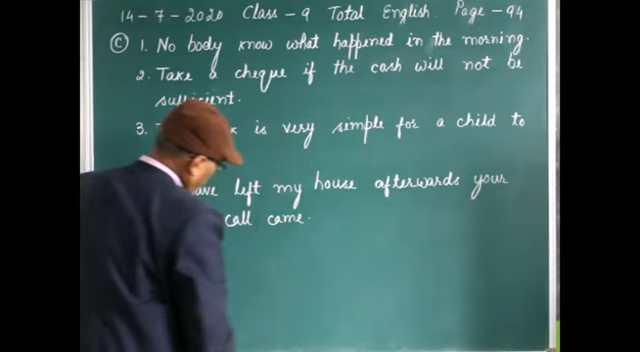 14-7-2020 Class-9 Total English. Page-94
(C) 1. No body know what happened in the morning.
2. Take a cheque if the cash will not be
sufficient.
3. is very simple for a child to
left my house afterwards your
call came.